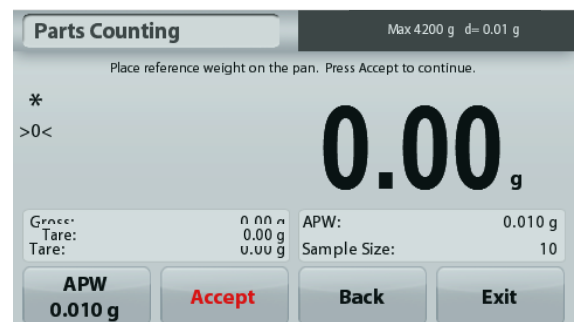 Parts Counting
Max 4200 g d= 0.01 g
Place reference weight on the pan. Press Accept to continue.
*
>0<
0.00 g
Gross: 0.00 g
Tare: 0.00 g
Tare: 0.00 g
APW: 0.010 g
Sample Size: 10
APW
0.010 g
Accept
Back
Exit